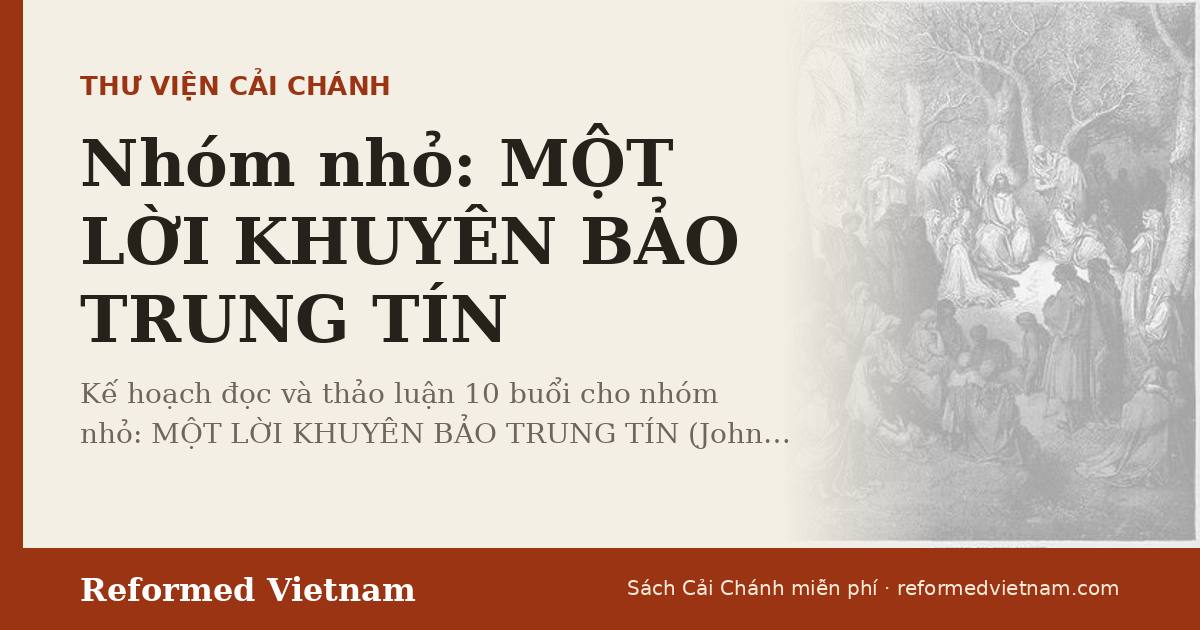 THƯ VIỆN CẢI CHÁNH
Nhóm nhỏ: MỘT
LỜI KHUYÊN BẢO
TRUNG TÍN
Kế hoạch đọc và thảo luận 10 buổi cho nhóm
nhỏ: MỘT LỜI KHUYÊN BẢO TRUNG TÍN (John…
Reformed Vietnam
Sách Cải Chánh miễn phí · reformedvietnam.com